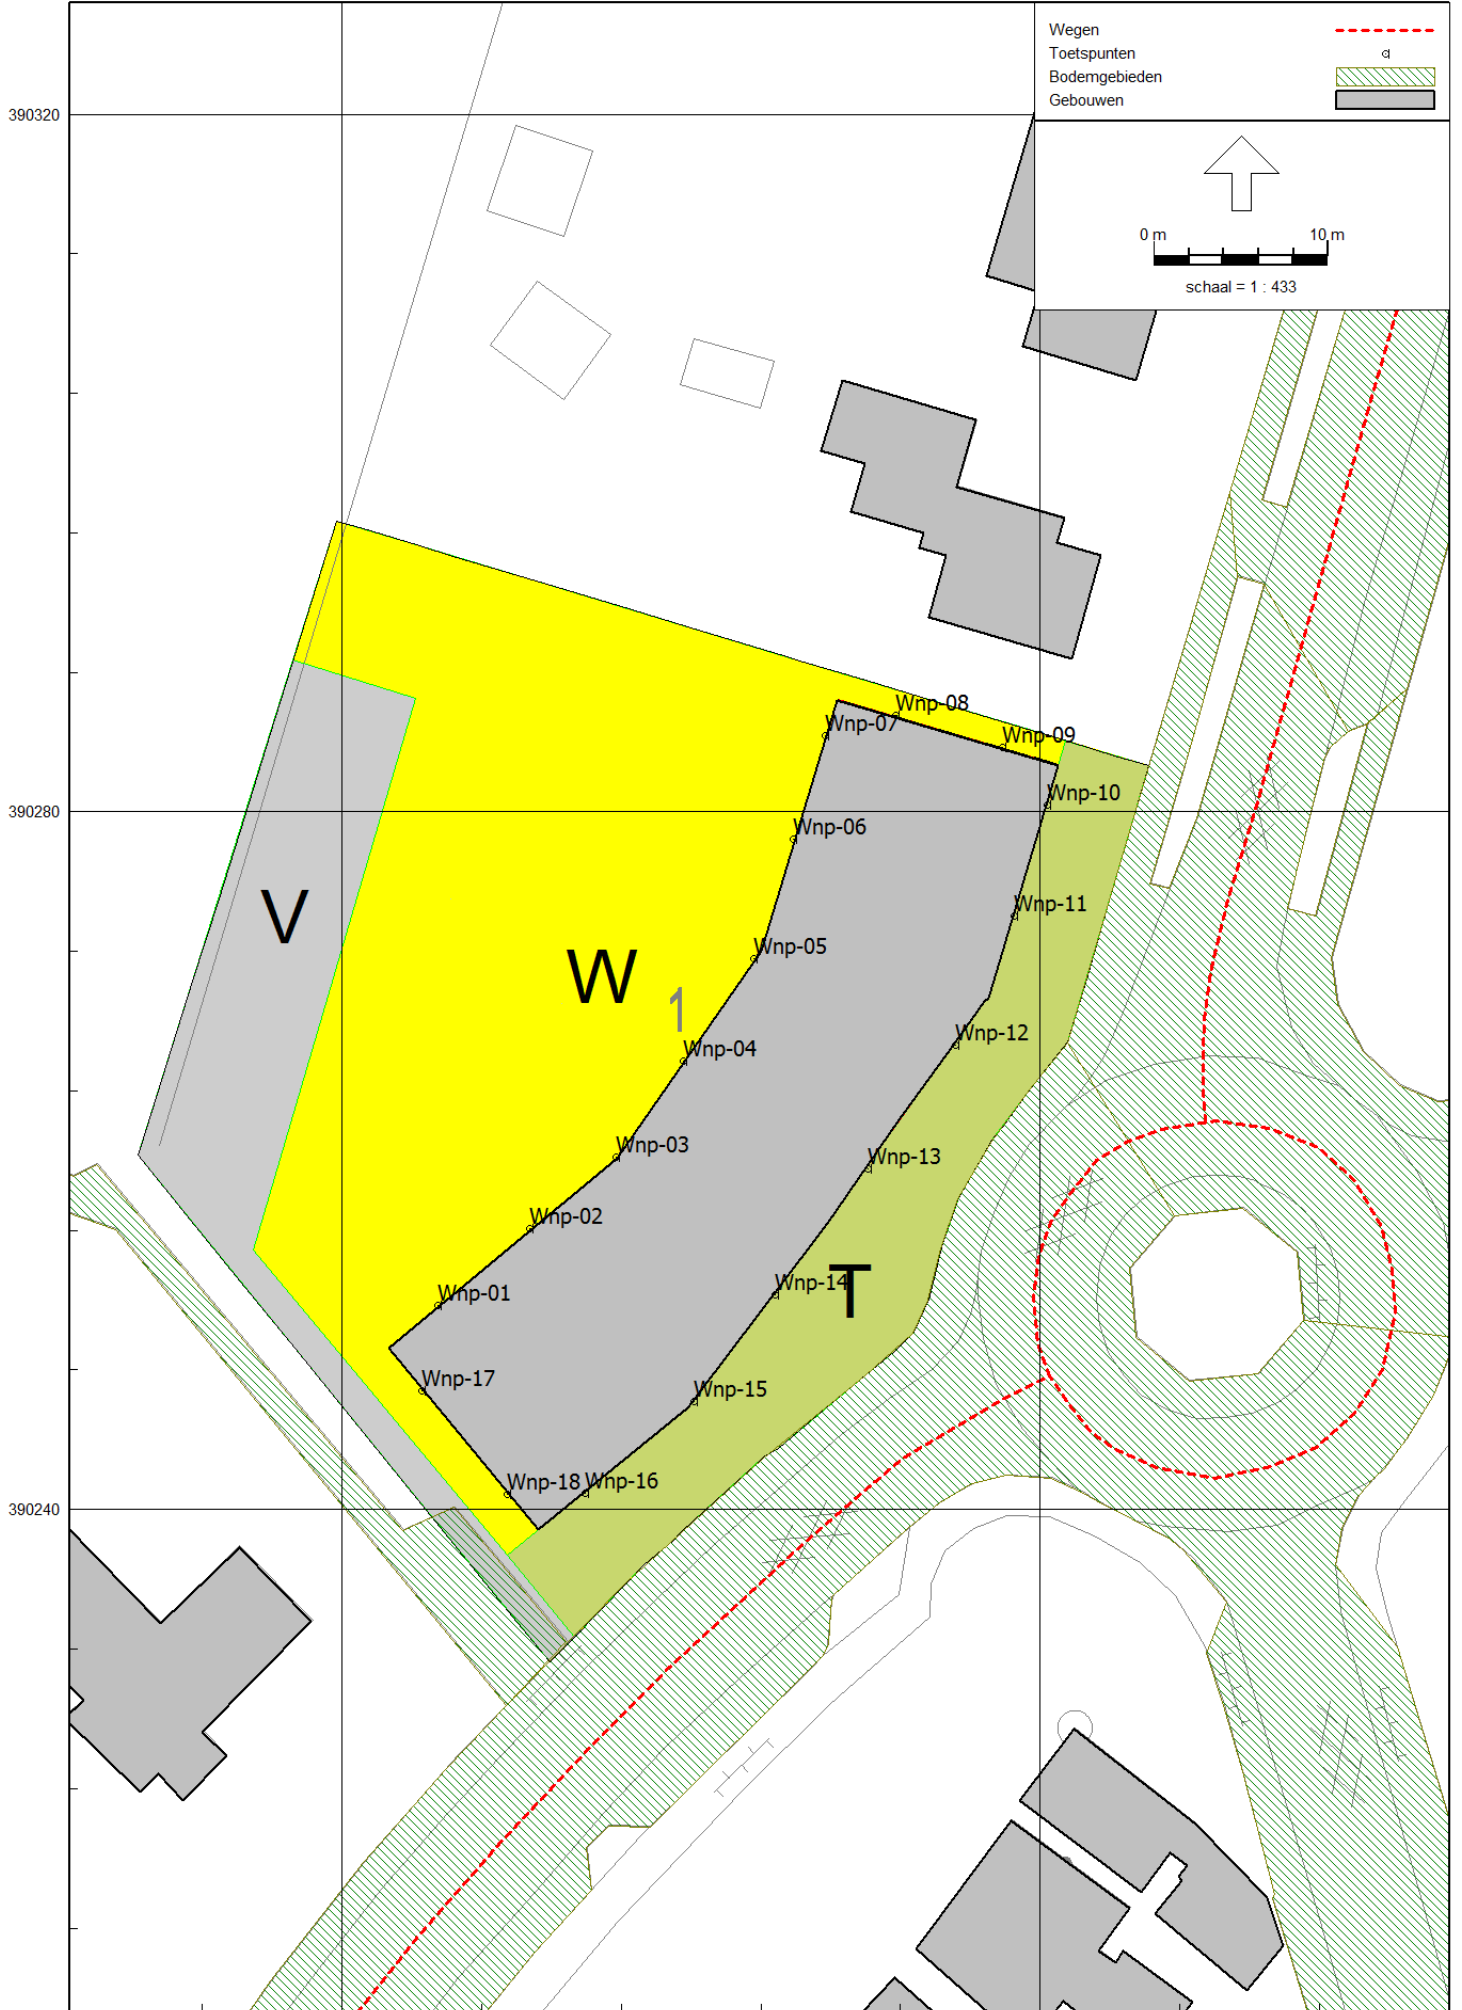 Wegen
Toetspunten
Bodemgebieden
Gebouwen
390320
0 m 10 m
schaal = 1 : 433
Wnp-08
Wnp-07
Wnp-09
390280
Wnp-10
Wnp-06
V
Wnp-11
W
Wnp-05
1
Wnp-12
Wnp-04
Wnp-03
Wnp-13
Wnp-02
Wnp-01
Wnp-14
T
Wnp-17
Wnp-15
Wnp-18
Wnp-16
390240